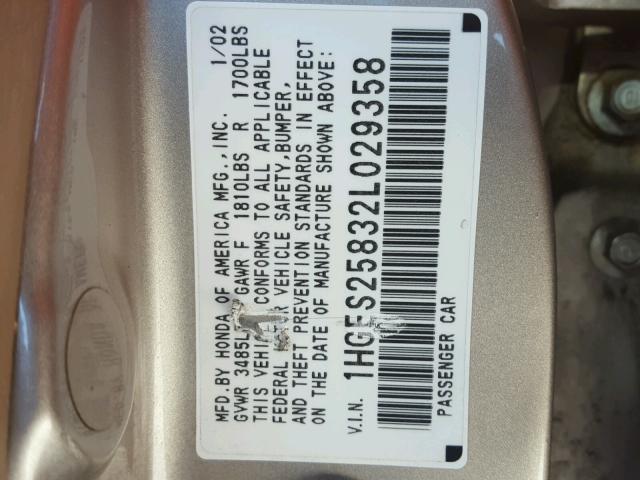 MFD.BY HONDA OF AMERICA MFG.,INC. 1/02
GVWR 3485L GAWR F 1810LBS R 1700LBS
THIS VEHIC CONFORMS TO ALL APPLICABLE
FEDERAL VEHICLE SAFETY,BUMPER,
AND THEFT PREVENTION STANDARDS IN EFFECT
ON THE DATE OF MANUFACTURE SHOWN ABOVE:
V.I.N. 1HGES25832L029358
PASSENGER CAR